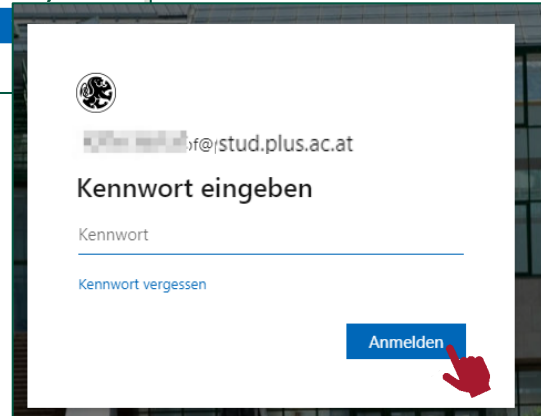 @stud.plus.ac.at
Kennwort eingeben
Kennwort
Kennwort vergessen
Anmelden